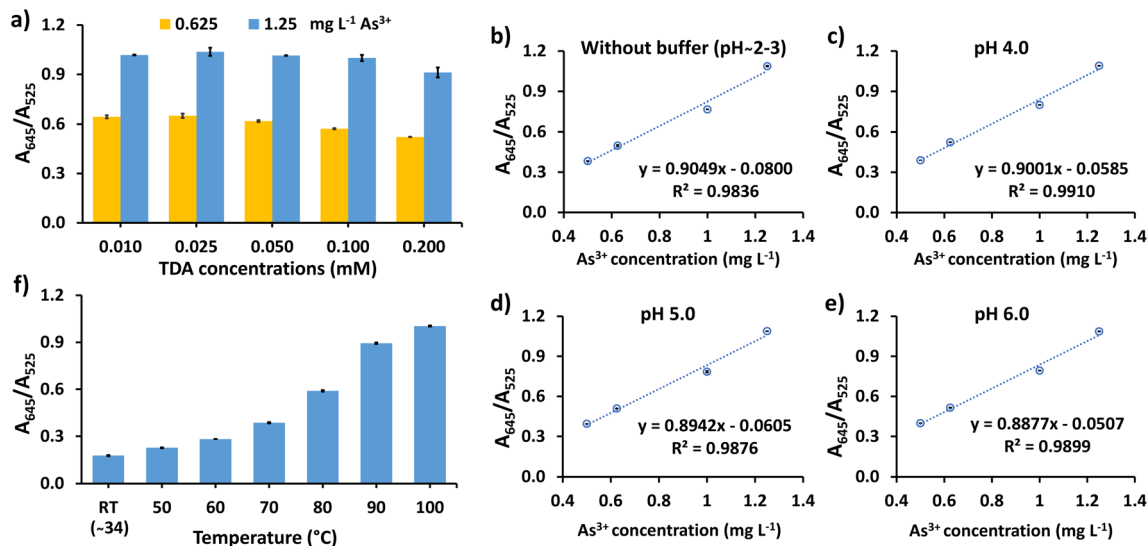 a)
0.625 1.25 mg L⁻¹ As³⁺
A₆₄₅/A₅₂₅
1.2
0.9
0.6
0.3
0.0
0.010 0.025 0.050 0.100 0.200
TDA concentrations (mM)
b)
Without buffer (pH~2-3)
A₆₄₅/A₅₂₅
1.2
0.9
0.6
0.3
0.0
y = 0.9049x - 0.0800
R² = 0.9836
0.4 0.6 0.8 1 1.2 1.4
As³⁺ concentration (mg L⁻¹)
c)
pH 4.0
A₆₄₅/A₅₂₅
1.2
0.9
0.6
0.3
0.0
y = 0.9001x - 0.0585
R² = 0.9910
0.4 0.6 0.8 1 1.2 1.4
As³⁺ concentration (mg L⁻¹)
f)
A₆₄₅/A₅₂₅
1.2
0.9
0.6
0.3
0.0
RT 50 60 70 80 90 100
(~34)
Temperature (°C)
d)
pH 5.0
A₆₄₅/A₅₂₅
1.2
0.9
0.6
0.3
0.0
y = 0.8942x - 0.0605
R² = 0.9876
0.4 0.6 0.8 1 1.2 1.4
As³⁺ concentration (mg L⁻¹)
e)
pH 6.0
A₆₄₅/A₅₂₅
1.2
0.9
0.6
0.3
0.0
y = 0.8877x - 0.0507
R² = 0.9899
0.4 0.6 0.8 1 1.2 1.4
As³⁺ concentration (mg L⁻¹)